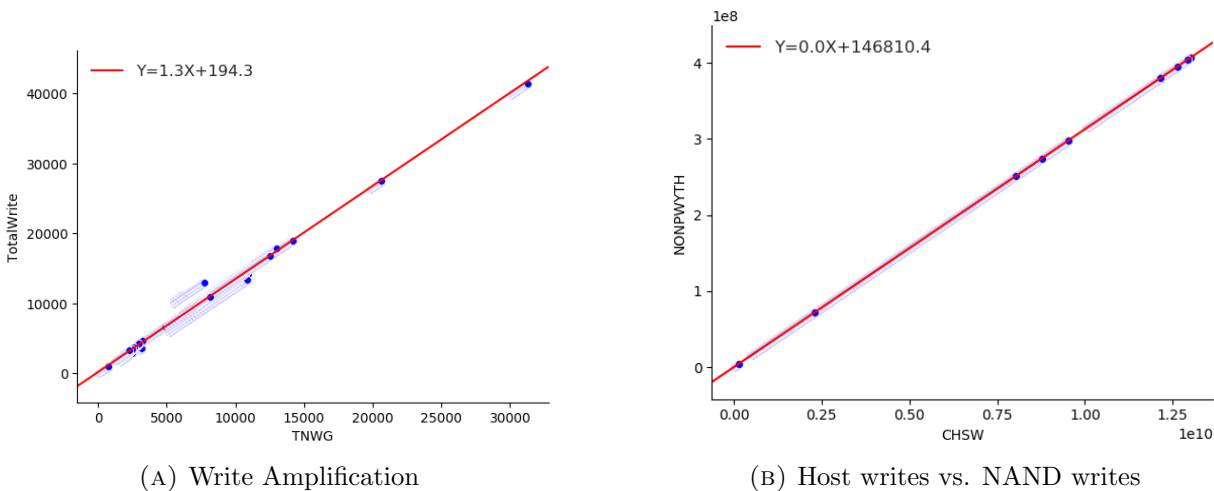 Y=1.3X+194.3
TotalWrite
40000
30000
20000
10000
0
0 5000 10000 15000 20000 25000 30000
TNWG
(A) Write Amplification
1e8
Y=0.0X+146810.4
NONPWYTH
4
3
2
1
0
0.00 0.25 0.50 0.75 1.00 1.25
1e10
CHSW
(B) Host writes vs. NAND writes